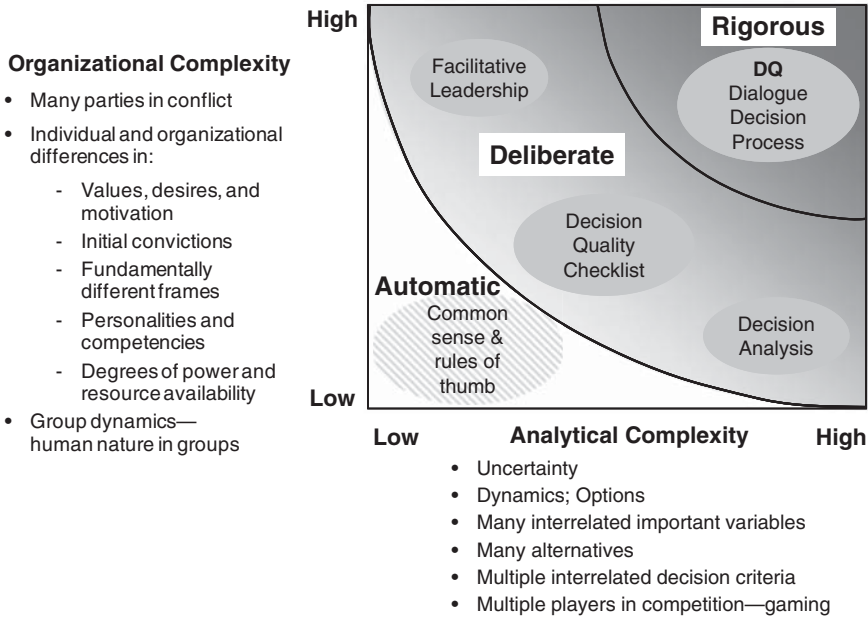 Organizational Complexity
• Many parties in conflict
• Individual and organizational
differences in:
- Values, desires, and
motivation
- Initial convictions
- Fundamentally
different frames
- Personalities and
competencies
- Degrees of power and
resource availability
• Group dynamics—
human nature in groups
High
Low
Rigorous
DQ
Dialogue
Decision
Process
Facilitative
Leadership
Deliberate
Decision
Quality
Checklist
Automatic
Common
sense &
rules of
thumb
Decision
Analysis
Low
Analytical Complexity
High
• Uncertainty
• Dynamics; Options
• Many interrelated important variables
• Many alternatives
• Multiple interrelated decision criteria
• Multiple players in competition—gaming